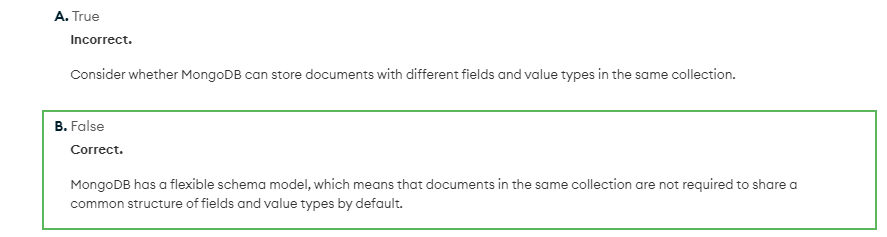 A. True
Incorrect.
Consider whether MongoDB can store documents with different fields and value types in the same collection.
B. False
Correct.
MongoDB has a flexible schema model, which means that documents in the same collection are not required to share a
common structure of fields and value types by default.